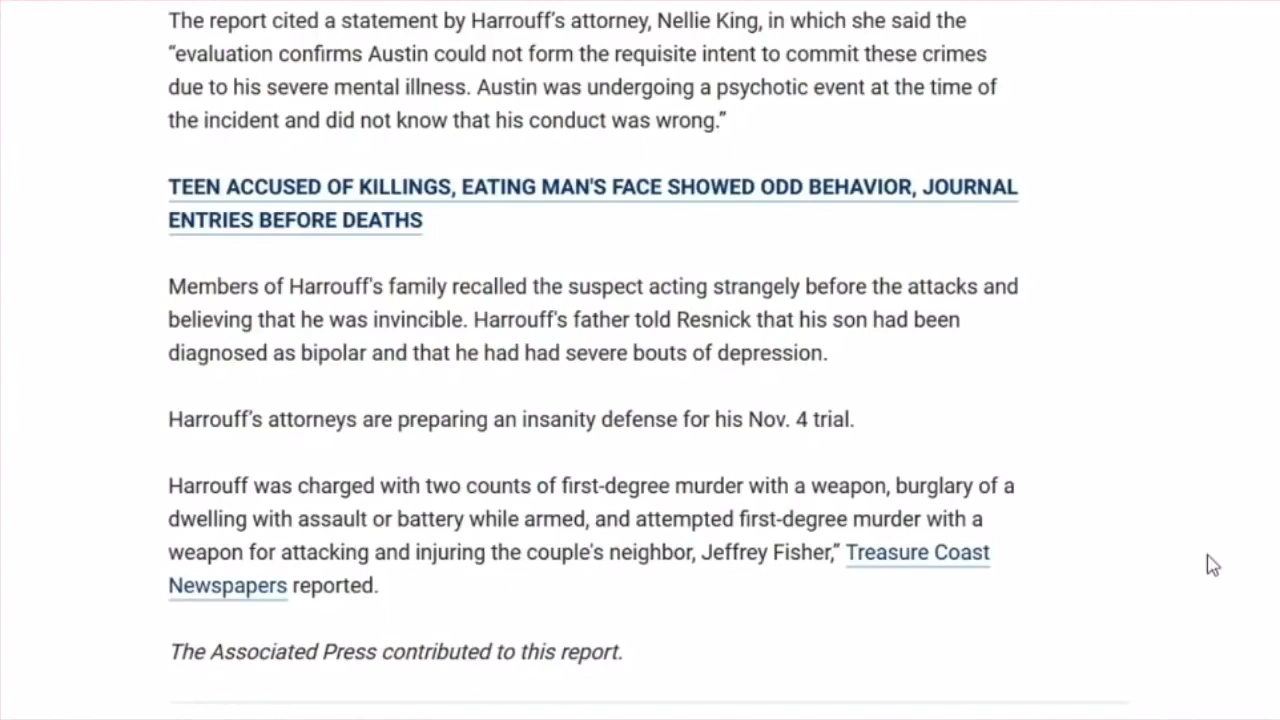 The report cited a statement by Harrouff’s attorney, Nellie King, in which she said the
“evaluation confirms Austin could not form the requisite intent to commit these crimes
due to his severe mental illness. Austin was undergoing a psychotic event at the time of
the incident and did not know that his conduct was wrong.”
TEEN ACCUSED OF KILLINGS, EATING MAN'S FACE SHOWED ODD BEHAVIOR, JOURNAL
ENTRIES BEFORE DEATHS
Members of Harrouff's family recalled the suspect acting strangely before the attacks and
believing that he was invincible. Harrouff's father told Resnick that his son had been
diagnosed as bipolar and that he had had severe bouts of depression.
Harrouff’s attorneys are preparing an insanity defense for his Nov. 4 trial.
Harrouff was charged with two counts of first-degree murder with a weapon, burglary of a
dwelling with assault or battery while armed, and attempted first-degree murder with a
weapon for attacking and injuring the couple's neighbor, Jeffrey Fisher,” Treasure Coast
Newspapers reported.
The Associated Press contributed to this report.